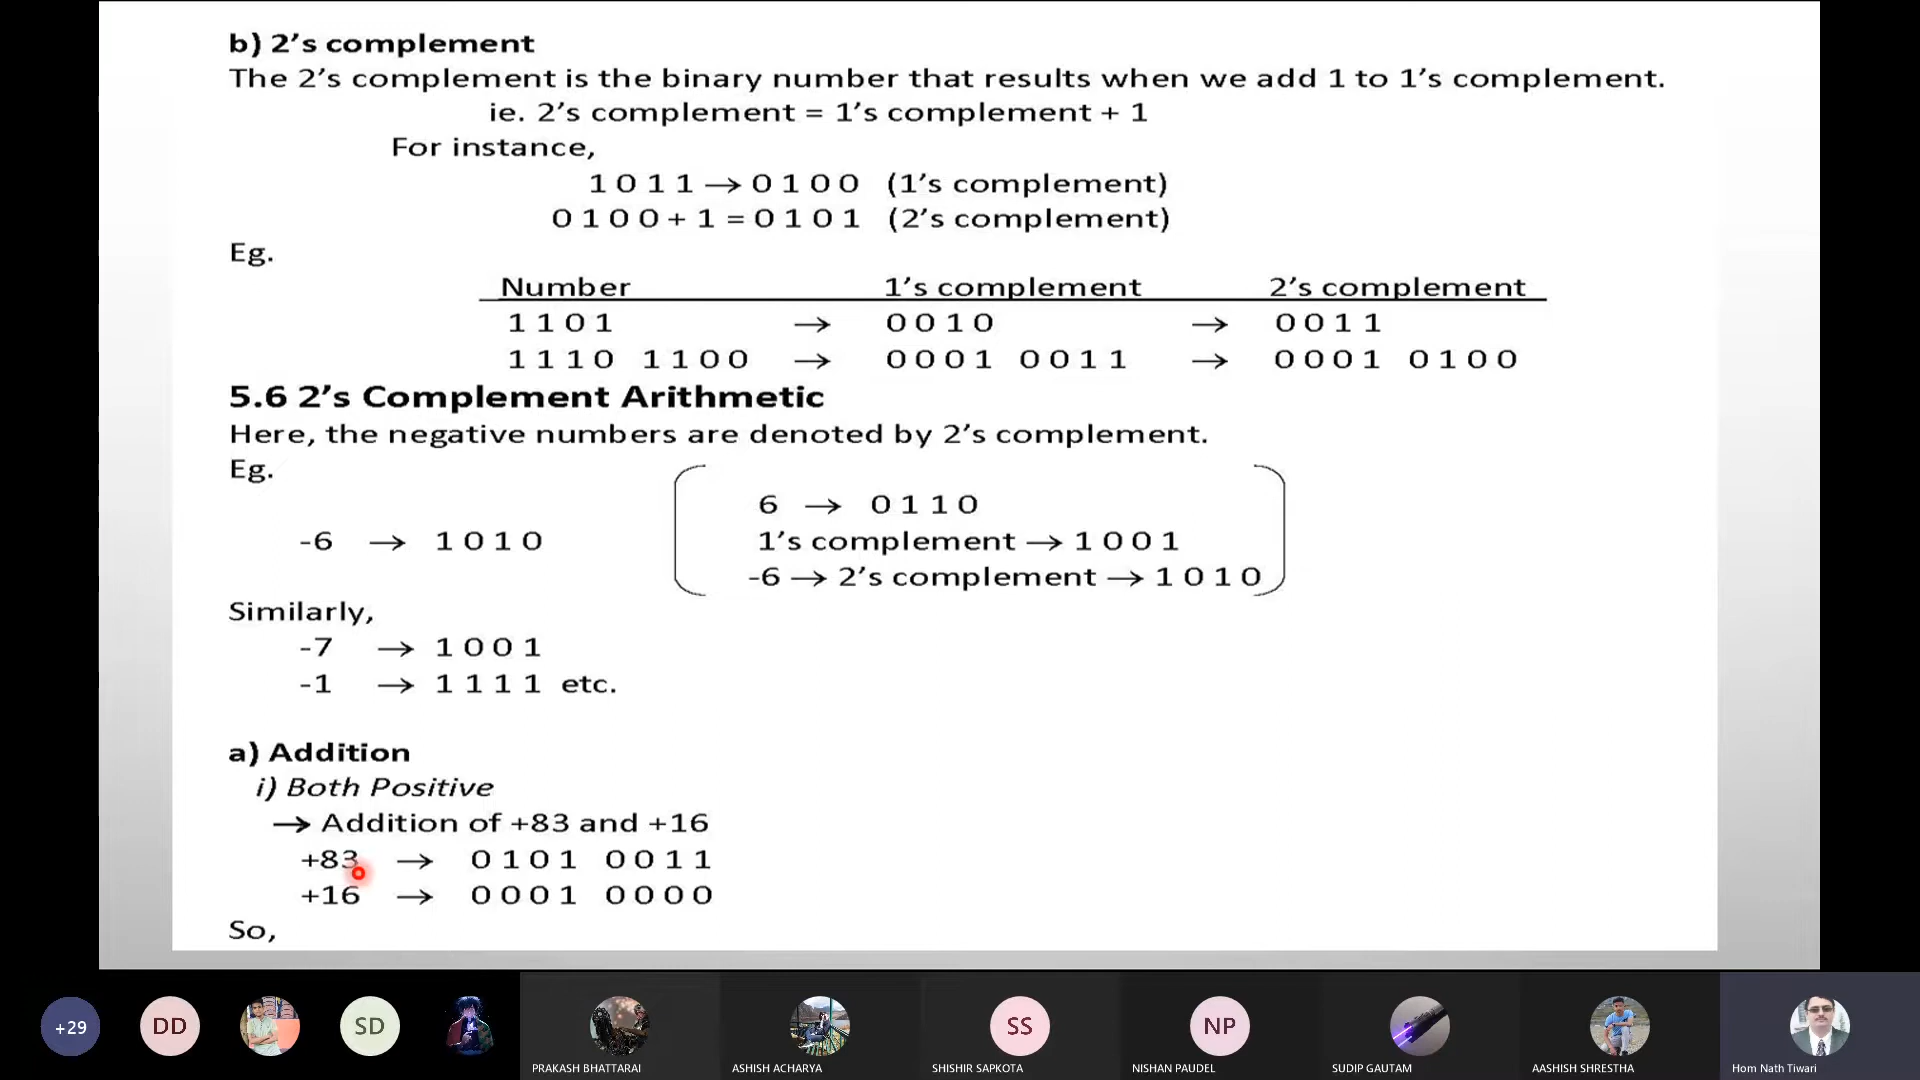 b) 2’s complement
The 2’s complement is the binary number that results when we add 1 to 1’s complement.
ie. 2’s complement = 1’s complement + 1
For instance,
1 0 1 1 → 0 1 0 0 (1’s complement)
0 1 0 0 + 1 = 0 1 0 1 (2’s complement)
Eg.
Number 1’s complement 2’s complement
1 1 0 1 → 0 0 1 0 → 0 0 1 1
1 1 1 0 1 1 0 0 → 0 0 0 1 0 0 1 1 → 0 0 0 1 0 1 0 0
5.6 2’s Complement Arithmetic
Here, the negative numbers are denoted by 2’s complement.
Eg.
6 → 0 1 1 0
-6 → 1 0 1 0 1’s complement → 1 0 0 1
-6 → 2’s complement → 1 0 1 0
Similarly,
-7 → 1 0 0 1
-1 → 1 1 1 1 etc.
a) Addition
i) Both Positive
→ Addition of +83 and +16
+83 → 0 1 0 1 0 0 1 1
+16 → 0 0 0 1 0 0 0 0
So,
+29 DD SD SS NP
PRAKASH BHATTARAI ASHISH ACHARYA SHISHIR SAPKOTA NISHAN PAUDEL SUDIP GAUTAM AASHISH SHRESTHA Hom Nath Tiwari